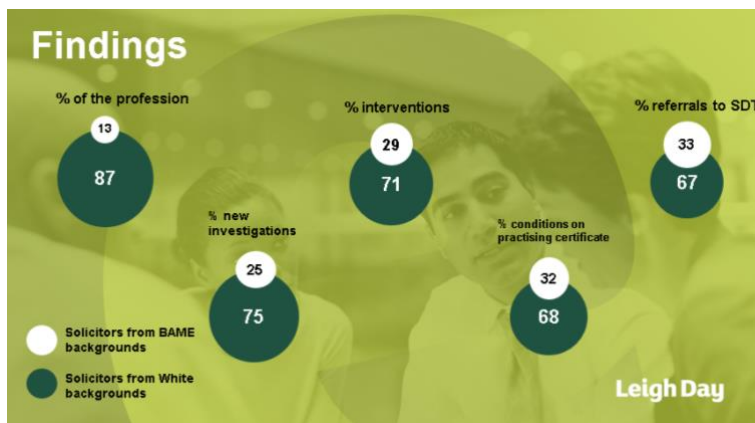 Findings
% of the profession
13
87
% new
investigations
25
75
% interventions
29
71
% conditions on
practising certificate
32
68
% referrals to SDT
33
67
Solicitors from BAME
backgrounds
Solicitors from White
backgrounds
Leigh Day